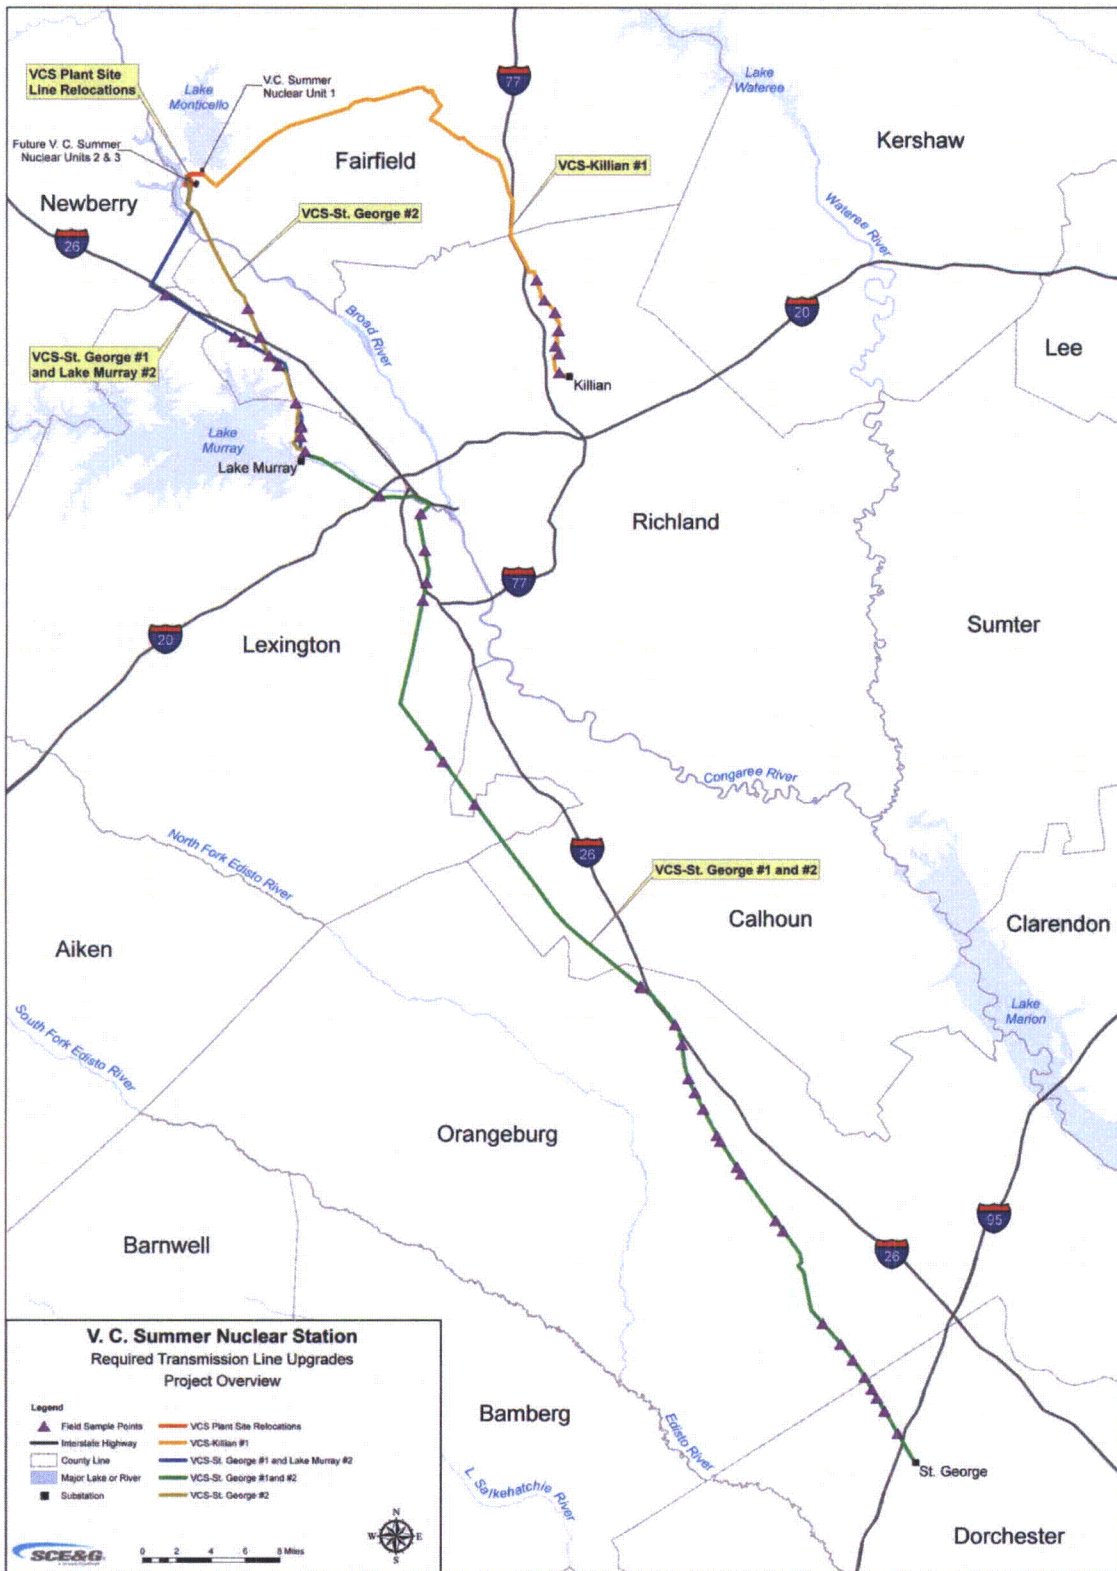 VCS Plant Site
Line Relocations
V.C. Summer
Nuclear Unit 1
Lake
Monticello
77
Lake
Wateree
Future V. C. Summer
Nuclear Units 2 & 3
Fairfield
VCS-Killian #1
Kershaw
Newberry
VCS-St. George #2
Wateree River
26
20
Broad River
Lee
VCS-St. George #1
and Lake Murray #2
Killian
Lake
Murray
Lake Murray
Richland
77
20
Lexington
Sumter
Congaree River
North Fork Edisto River
26
VCS-St. George #1 and #2
Calhoun
Clarendon
Aiken
Lake
Marion
South Fork Edisto River
Orangeburg
95
26
Barnwell
V. C. Summer Nuclear Station
Required Transmission Line Upgrades
Project Overview
Legend
Field Sample Points
VCS Plant Site Relocations
Interstate Highway
VCS-Killian #1
County Line
VCS-St. George #1 and Lake Murray #2
Major Lake or River
VCS-St. George #1and #2
Substation
VCS-St. George #2
N
W E
S
SCE&G
0 2 4 6 8 Miles
Bamberg
Edisto River
L. Salkehatchie River
St. George
Dorchester